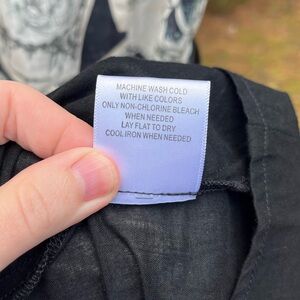 MACHINE WASH COLD
WITH LIKE COLORS
ONLY NON-CHLORINE BLEACH
WHEN NEEDED
LAY FLAT TO DRY
COOL IRON WHEN NEEDED